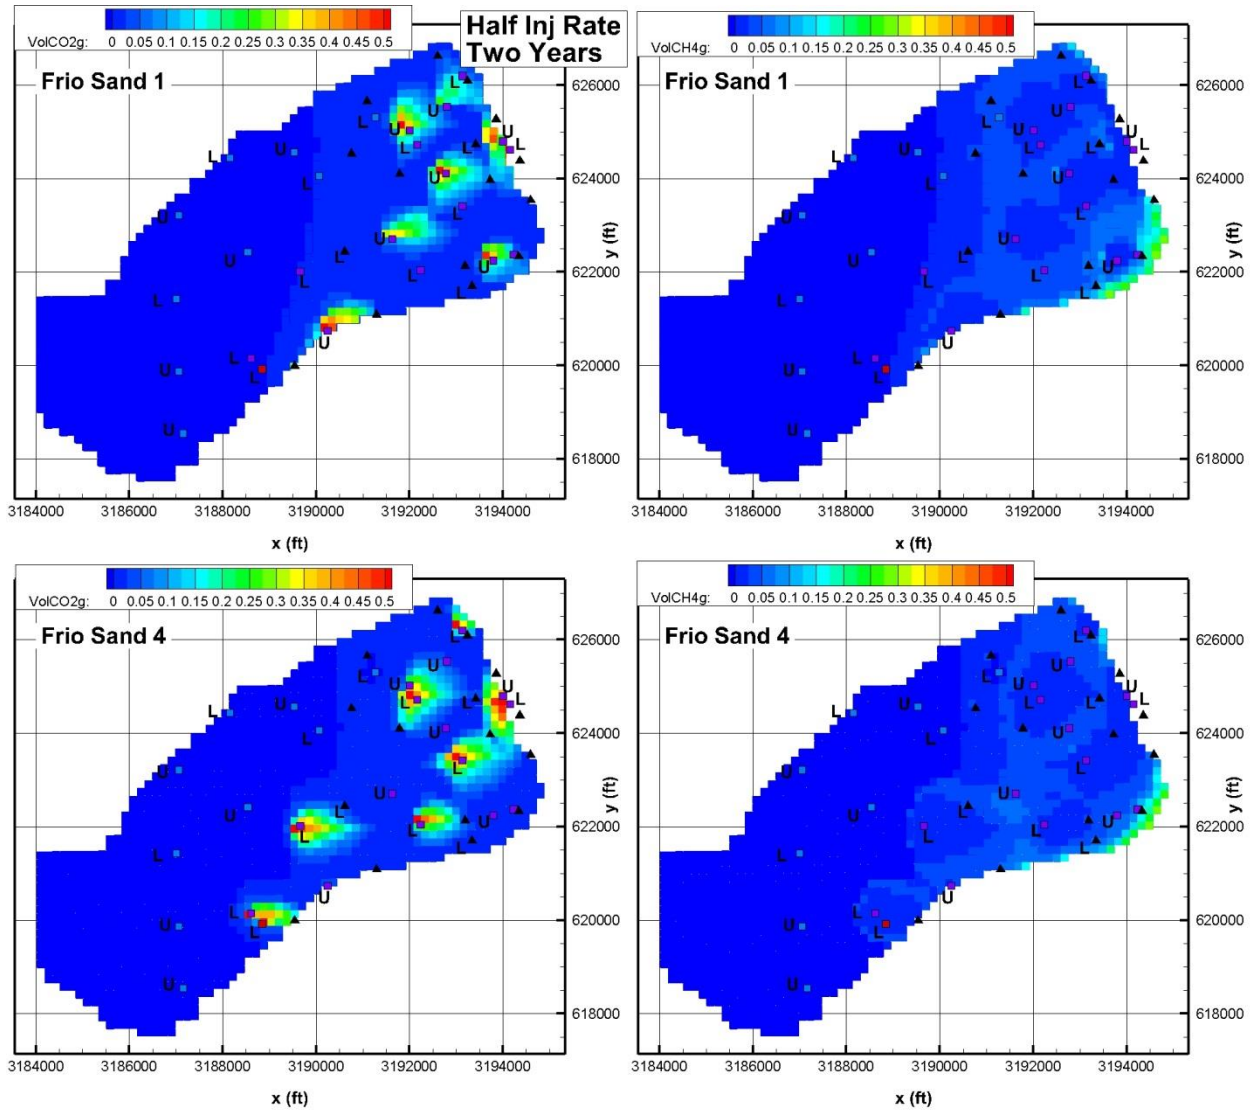 VolCO2g: 0 0.05 0.1 0.15 0.2 0.25 0.3 0.35 0.4 0.45 0.5
Half Inj Rate
Two Years
VolCH4g: 0 0.05 0.1 0.15 0.2 0.25 0.3 0.35 0.4 0.45 0.5
Frio Sand 1
L
U
U
L
U
L
L
U
L
U
L
U
L
U
L
U
U
L
U
L
L
L
U
L
L
U
U
3184000 3186000 3188000 3190000 3192000 3194000
x (ft)
Frio Sand 1
L
U
U
L
U
L
L
U
L
U
L
U
L
U
L
U
U
L
U
L
L
L
U
L
L
U
U
626000
624000
622000
620000
618000
y (ft)
3184000 3186000 3188000 3190000 3192000 3194000
x (ft)
VolCO2g: 0 0.05 0.1 0.15 0.2 0.25 0.3 0.35 0.4 0.45 0.5
Frio Sand 4
L
U
U
L
U
L
L
U
L
U
L
U
L
U
L
U
U
L
U
L
L
L
U
L
L
U
U
3184000 3186000 3188000 3190000 3192000 3194000
x (ft)
VolCH4g: 0 0.05 0.1 0.15 0.2 0.25 0.3 0.35 0.4 0.45 0.5
Frio Sand 4
L
U
U
L
U
L
L
U
L
U
L
U
L
U
L
U
U
L
U
L
L
L
U
L
L
U
U
626000
624000
622000
620000
618000
y (ft)
3184000 3186000 3188000 3190000 3192000 3194000
x (ft)
626000
624000
622000
620000
618000
y (ft)
626000
624000
622000
620000
618000
y (ft)